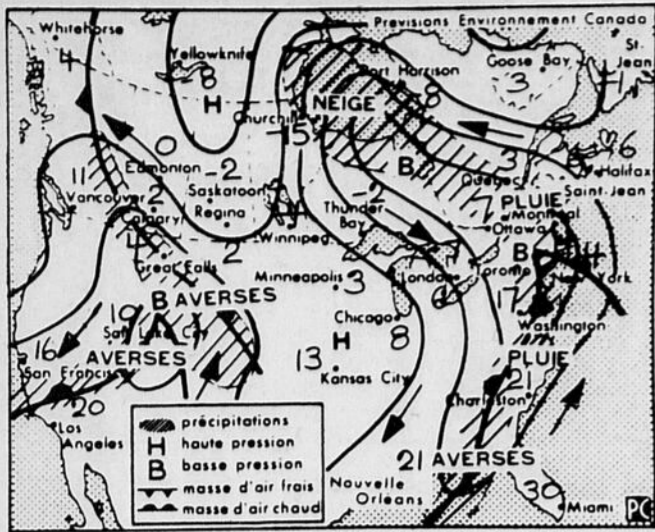 Prévisions Environnement Canada
Whitehorse
4
Yellowknife
8
H
Churchill
-15
NEIGE
Port Harrison
-8
Goose Bay
3
St. Jean
1
6
Halifax
Saint-Jean
3
Québec
B
PLUIE
Montréal
Ottawa
0
-2
11
Edmonton
2
Saskatoon
Vancouver
Calgary
Regina
2
Winnipeg
-2
Thunder Bay
Toronto
London
B
New York
Great Falls
Minneapolis
3
17
Washington
B AVERSES
19
Salt Lake City
Chicago
H
8
16
AVERSES
13
Kansas City
PLUIE
San Francisco
20
21
Charleston
Los Angeles
précipitations
H haute pression
B basse pression
masse d'air frais
masse d'air chaud
21 AVERSES
Nouvelle Orléans
30
Miami
PC